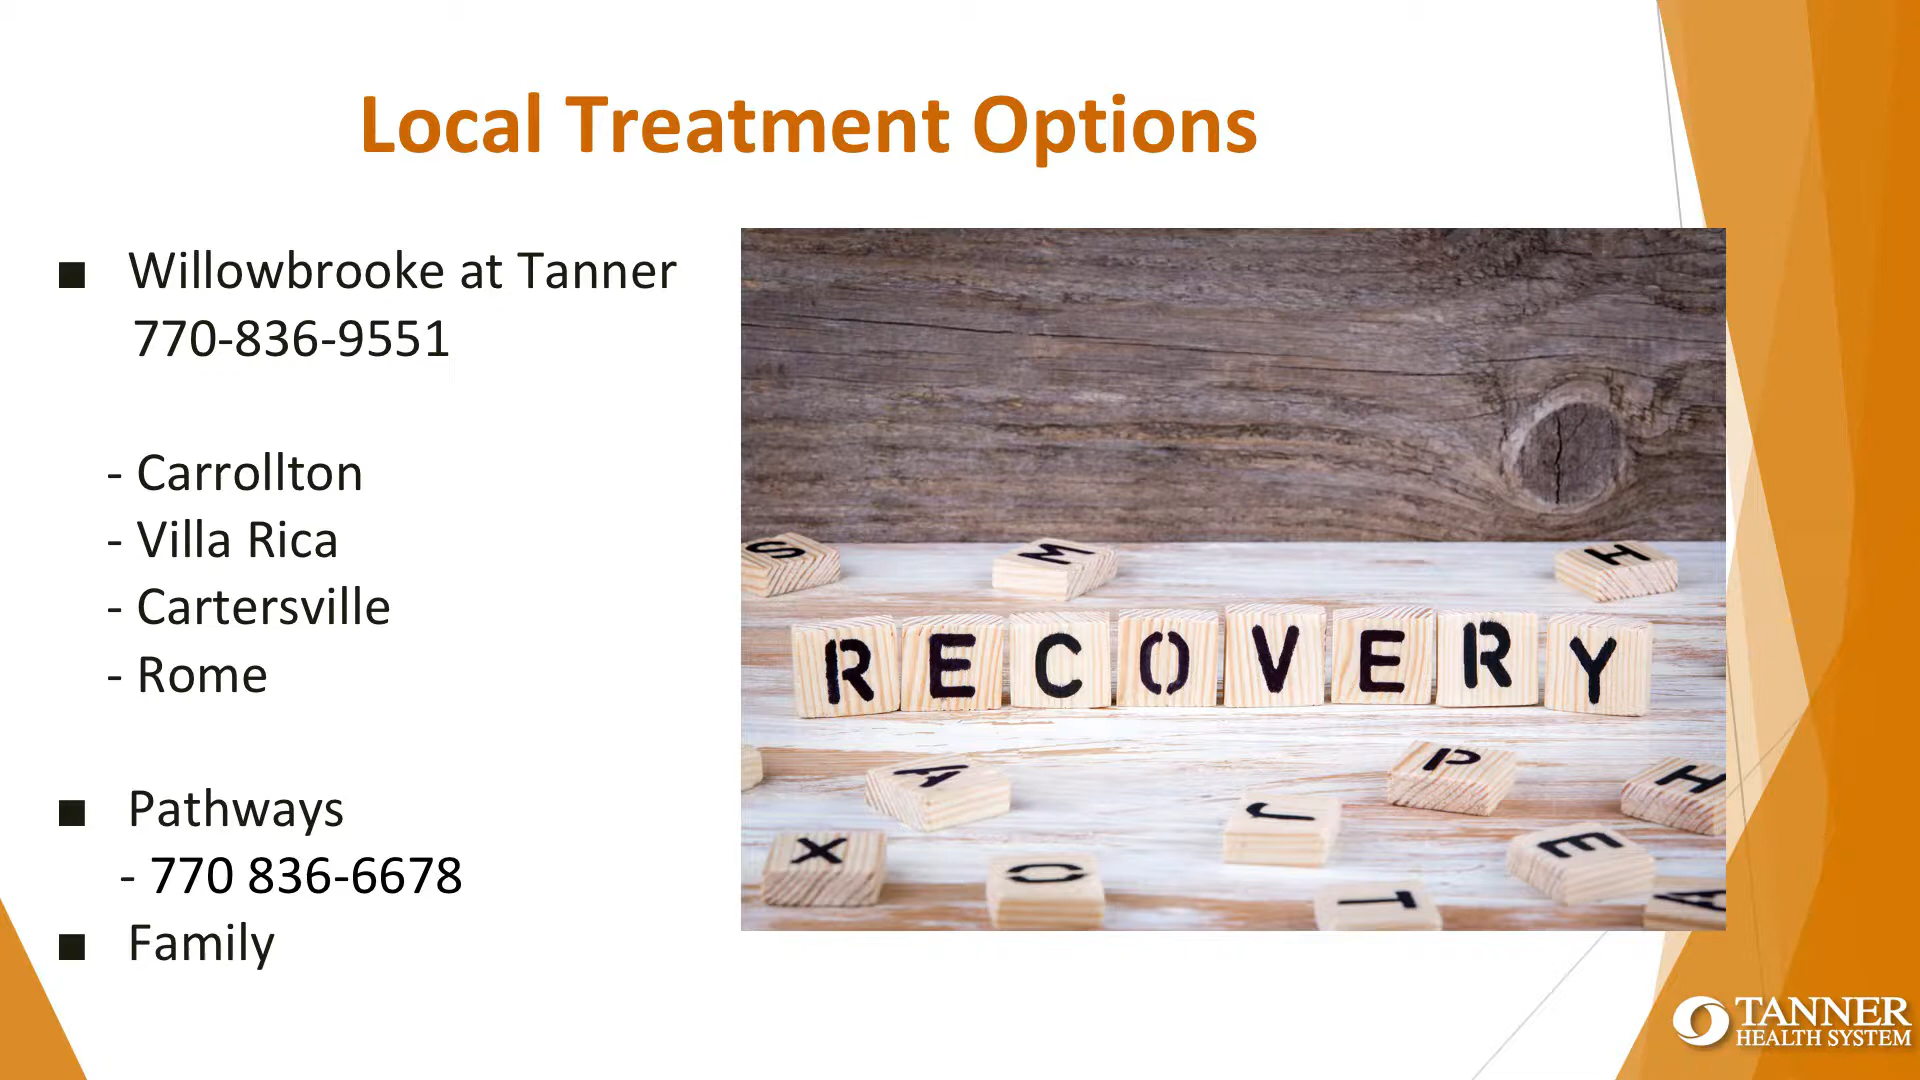 Local Treatment Options
■ Willowbrooke at Tanner
770-836-9551
- Carrollton
- Villa Rica
- Cartersville
- Rome
■ Pathways
- 770 836-6678
■ Family
S M H
RECOVERY
A P H
X O J E
T A
TANNER
HEALTH SYSTEM